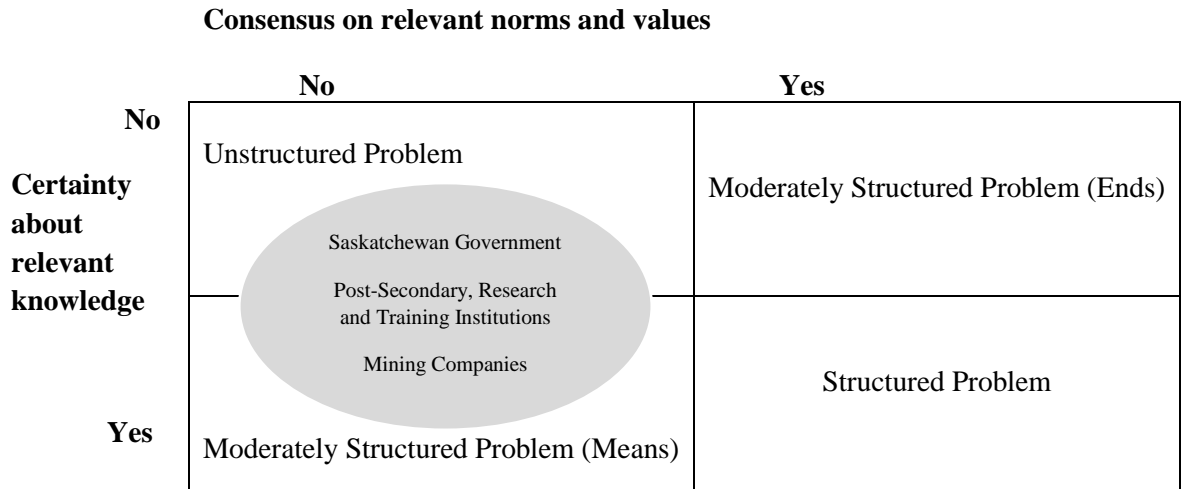 Consensus on relevant norms and values
No
Yes
No
Certainty
about
relevant
knowledge
Yes
Unstructured Problem
Moderately Structured Problem (Ends)
Saskatchewan Government
Post-Secondary, Research
and Training Institutions
Mining Companies
Structured Problem
Moderately Structured Problem (Means)